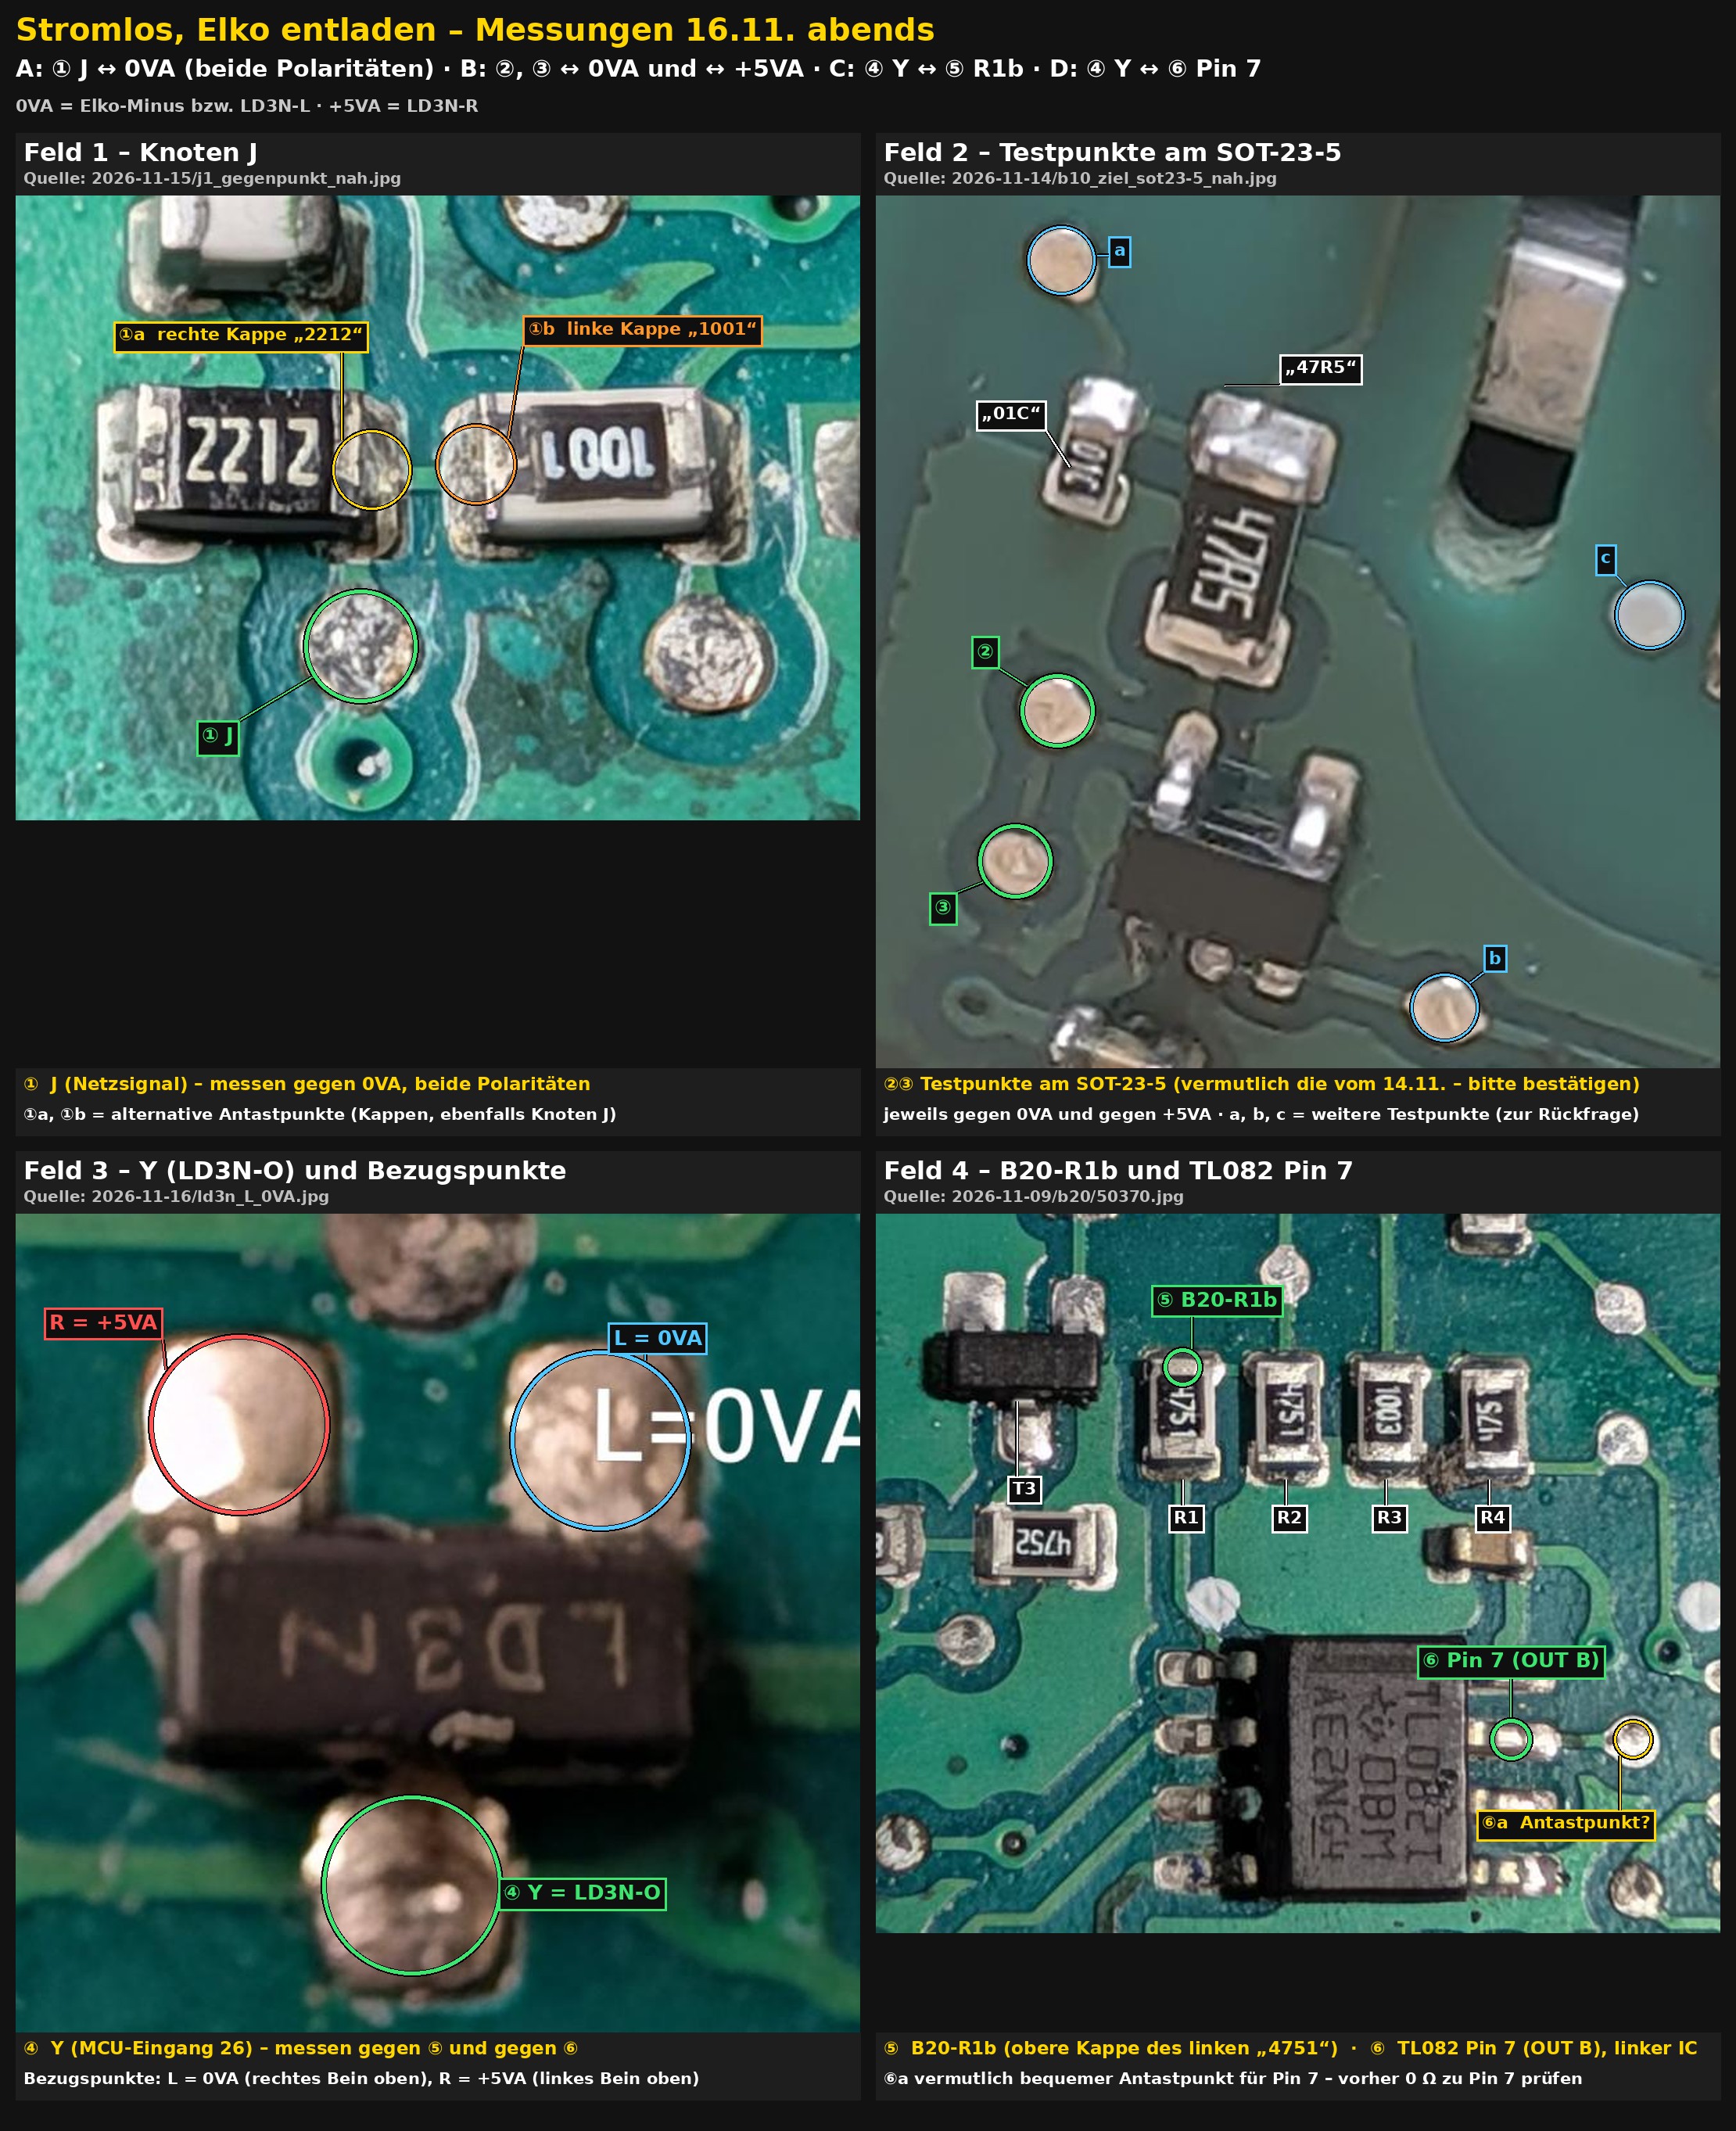 Stromlos, Elko entladen – Messungen 16.11. abends
A: ① J ↔ 0VA (beide Polaritäten) · B: ②, ③ ↔ 0VA und ↔ +5VA · C: ④ Y ↔ ⑤ R1b · D: ④ Y ↔ ⑥ Pin 7
0VA = Elko-Minus bzw. LD3N-L · +5VA = LD3N-R
Feld 1 – Knoten J
Quelle: 2026-11-15/j1_gegenpunkt_nah.jpg
①a rechte Kappe „2212“
①b linke Kappe „1001“
2212
1001
① J
① J (Netzsignal) – messen gegen 0VA, beide Polaritäten
①a, ①b = alternative Antastpunkte (Kappen, ebenfalls Knoten J)
Feld 2 – Testpunkte am SOT-23-5
Quelle: 2026-11-14/b10_ziel_sot23-5_nah.jpg
a
„47R5“
„01C“
01C
47R5
c
②
③
b
②③ Testpunkte am SOT-23-5 (vermutlich die vom 14.11. – bitte bestätigen)
jeweils gegen 0VA und gegen +5VA · a, b, c = weitere Testpunkte (zur Rückfrage)
Feld 3 – Y (LD3N-O) und Bezugspunkte
Quelle: 2026-11-16/ld3n_L_0VA.jpg
R = +5VA
L = 0VA
L=0VA
LD3N
④ Y = LD3N-O
④ Y (MCU-Eingang 26) – messen gegen ⑤ und gegen ⑥
Bezugspunkte: L = 0VA (rechtes Bein oben), R = +5VA (linkes Bein oben)
Feld 4 – B20-R1b und TL082 Pin 7
Quelle: 2026-11-09/b20/50370.jpg
⑤ B20-R1b
4751
4751
1003
475
T3
R1
R2
R3
R4
4752
⑥ Pin 7 (OUT B)
TL082I
⑥a Antastpunkt?
⑤ B20-R1b (obere Kappe des linken „4751“) · ⑥ TL082 Pin 7 (OUT B), linker IC
⑥a vermutlich bequemer Antastpunkt für Pin 7 – vorher 0 Ω zu Pin 7 prüfen